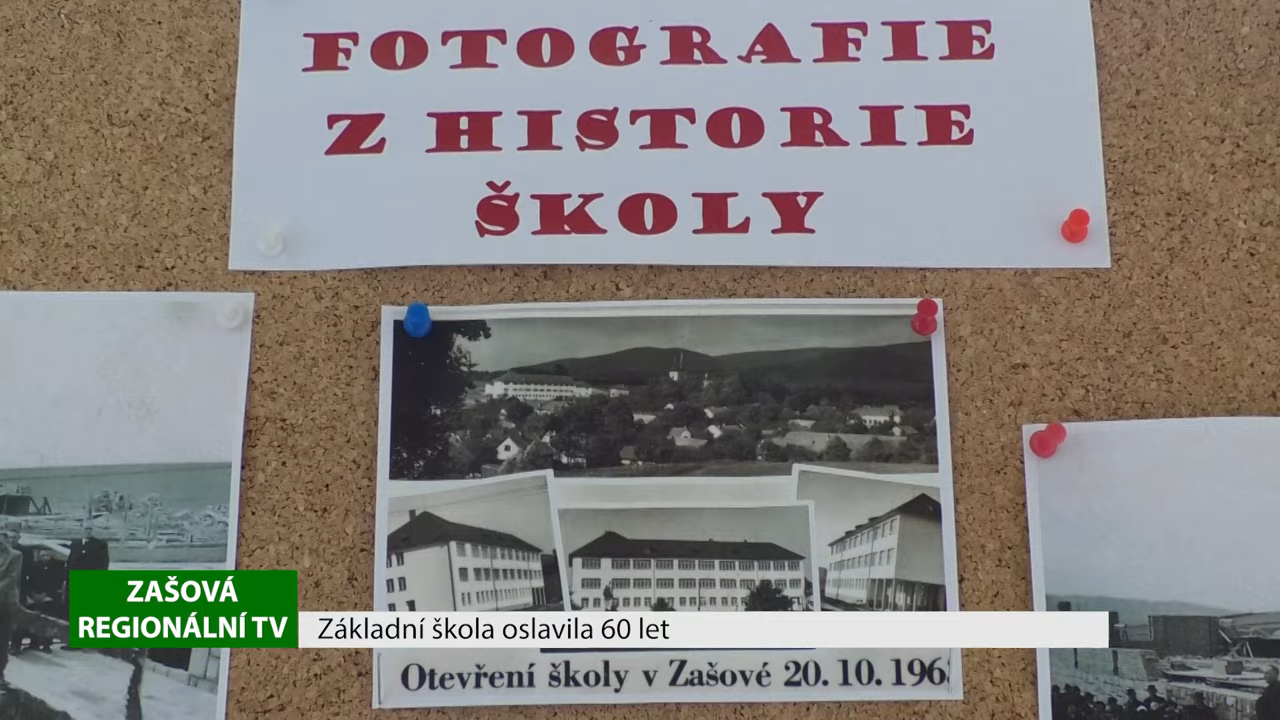 FOTOGRAFIE
Z HISTORIE
ŠKOLY
ZAŠOVÁ
REGIONÁLNÍ TV
Základní škola oslavila 60 let
Otevření školy v Zašové 20. 10. 196